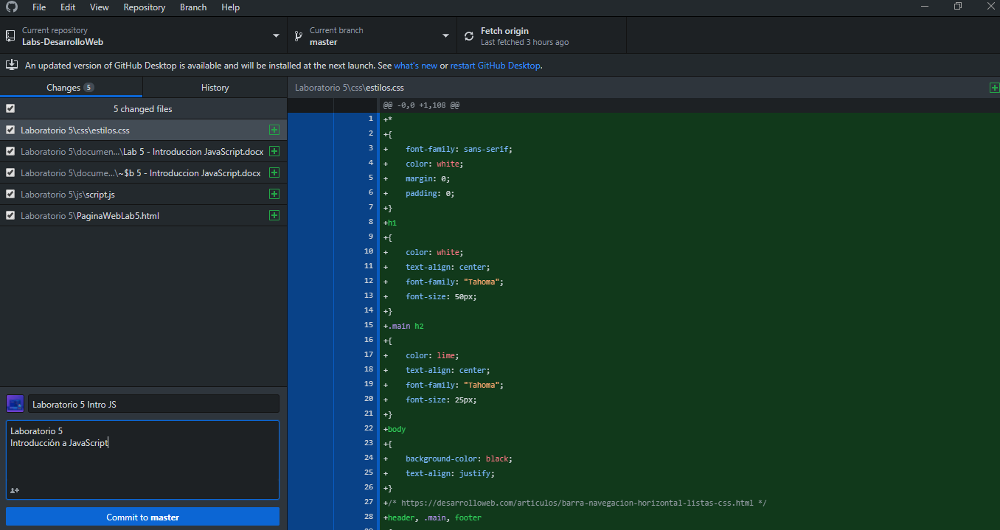 File Edit View Repository Branch Help
Current repository
Labs-DesarrolloWeb
Current branch
master
Fetch origin
Last fetched 3 hours ago
An updated version of GitHub Desktop is available and will be installed at the next launch. See what's new or restart GitHub Desktop.
Changes 5
History
5 changed files
Laboratorio 5\css\estilos.css
Laboratorio 5\documen...\Lab 5 - Introduccion JavaScript.docx
Laboratorio 5\docume...\~$b 5 - Introduccion JavaScript.docx
Laboratorio 5\js\script.js
Laboratorio 5\PaginaWebLab5.html
Laboratorio 5 Intro JS
Laboratorio 5
Introducción a JavaScript
Commit to master
Laboratorio 5\css\estilos.css
@@ -0,0 +1,108 @@
1 +*
2 +{
3 + font-family: sans-serif;
4 + color: white;
5 + margin: 0;
6 + padding: 0;
7 +}
8 +h1
9 +{
10 + color: white;
11 + text-align: center;
12 + font-family: "Tahoma";
13 + font-size: 50px;
14 +}
15 +.main h2
16 +{
17 + color: lime;
18 + text-align: center;
19 + font-family: "Tahoma";
20 + font-size: 25px;
21 +}
22 +body
23 +{
24 + background-color: black;
25 + text-align: justify;
26 +}
27 +/* https://desarrolloweb.com/articulos/barra-navegacion-horizontal-listas-css.html */
28 +header, .main, footer